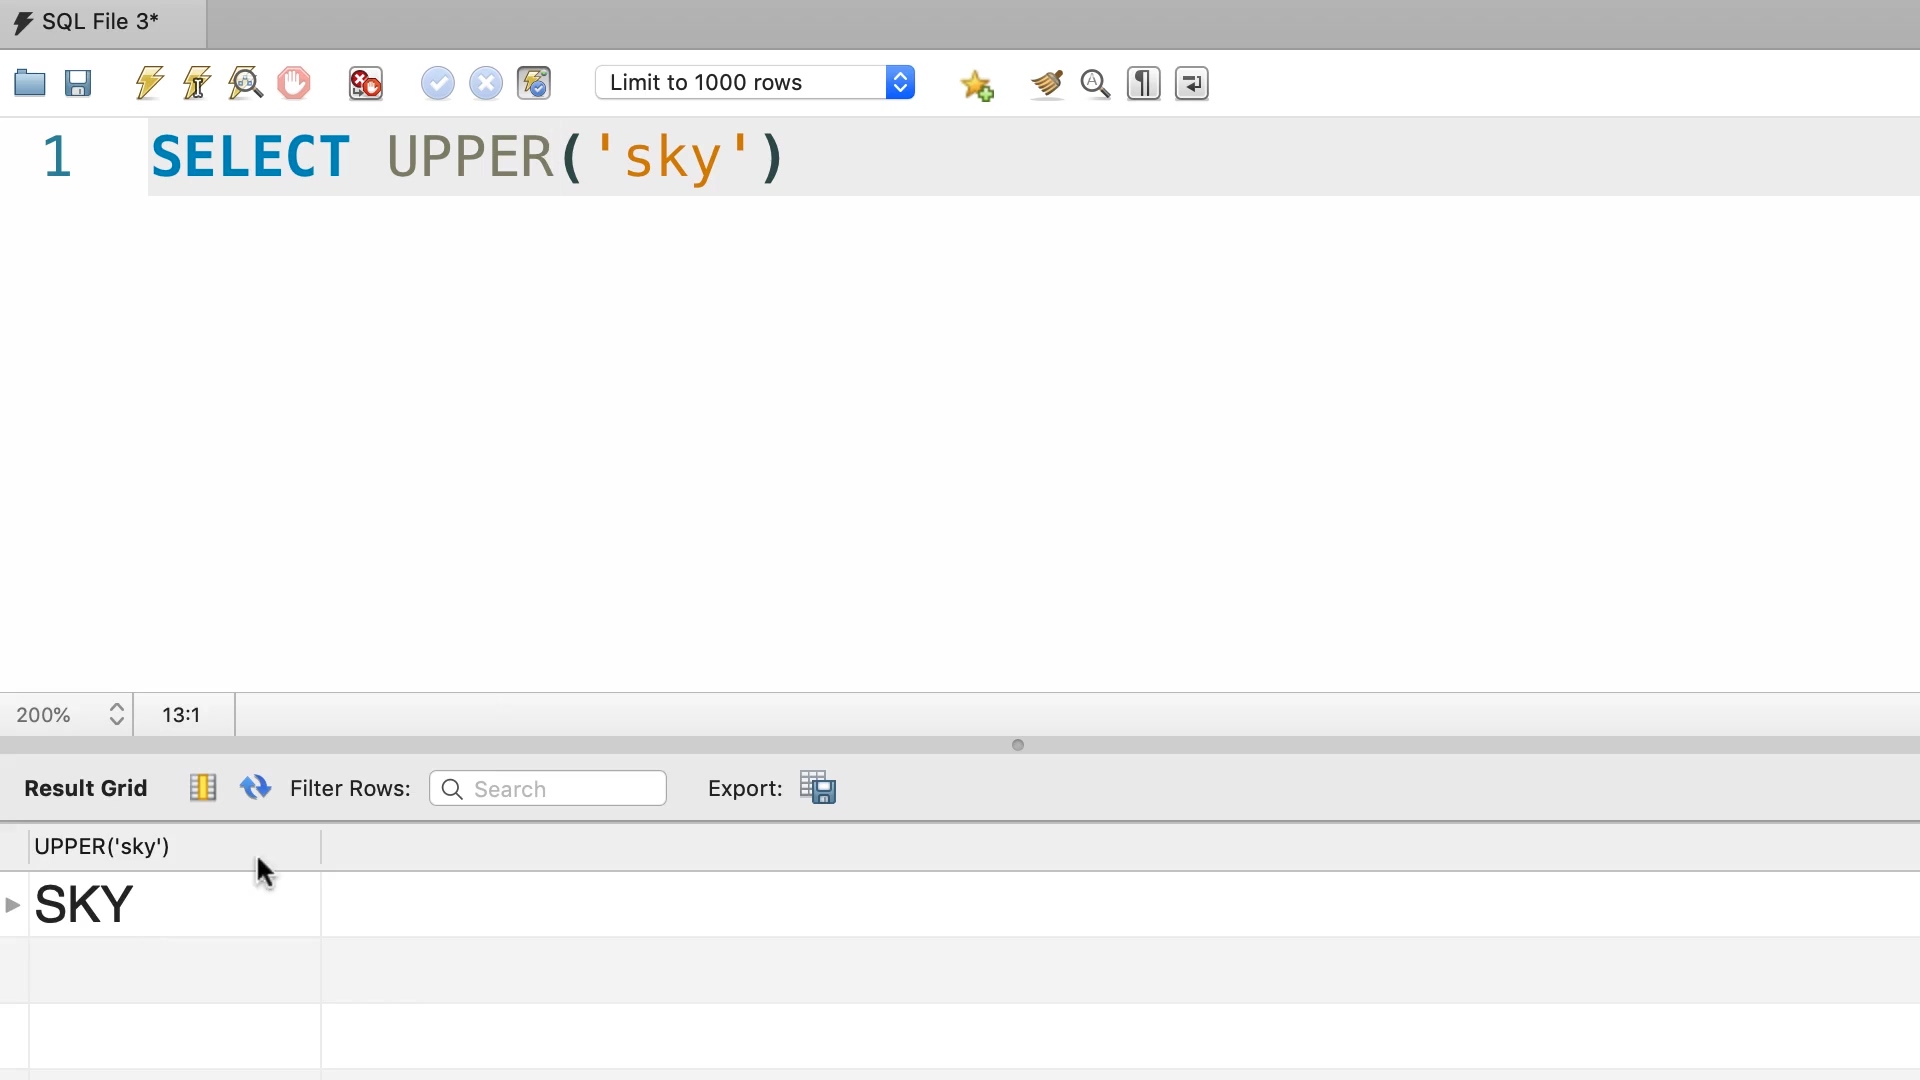 SQL File 3*
Limit to 1000 rows
1 SELECT UPPER('sky')
200% 13:1
Result Grid Filter Rows: Search Export:
UPPER('sky')
SKY